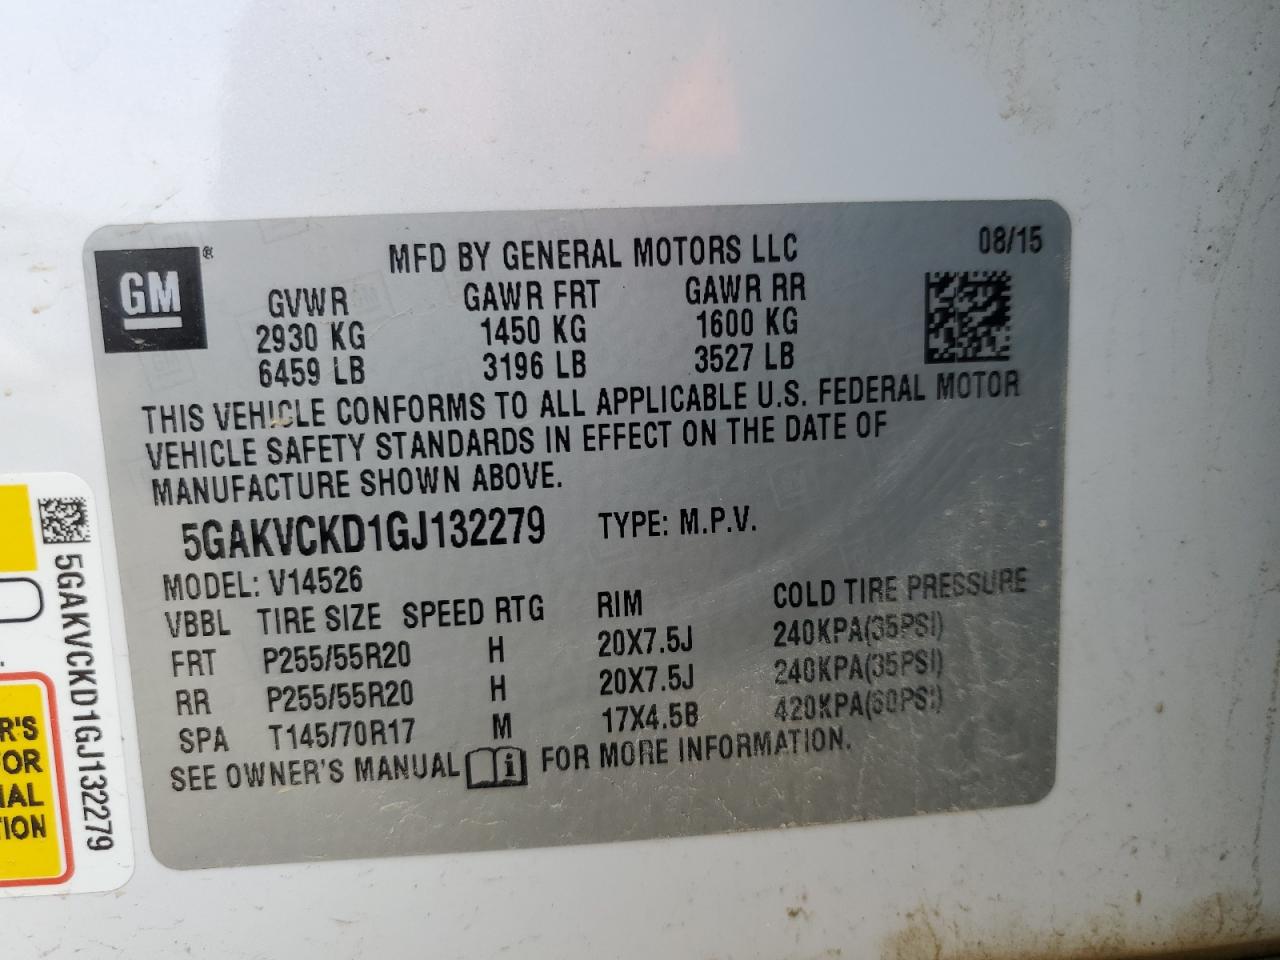 GM ®
MFD BY GENERAL MOTORS LLC 08/15
GVWR GAWR FRT GAWR RR
2930 KG 1450 KG 1600 KG
6459 LB 3196 LB 3527 LB
THIS VEHICLE CONFORMS TO ALL APPLICABLE U.S. FEDERAL MOTOR
VEHICLE SAFETY STANDARDS IN EFFECT ON THE DATE OF
MANUFACTURE SHOWN ABOVE.
5GAKVCKD1GJ132279 TYPE: M.P.V.
MODEL: V14526
VBBL TIRE SIZE SPEED RTG RIM COLD TIRE PRESSURE
FRT P255/55R20 H 20X7.5J 240KPA(35PSI)
RR P255/55R20 H 20X7.5J 240KPA(35PSI)
SPA T145/70R17 M 17X4.5B 420KPA(60PSI)
SEE OWNER'S MANUAL i FOR MORE INFORMATION.
5GAKVCKD1GJ132279
R'S
FOR
IAL
TION